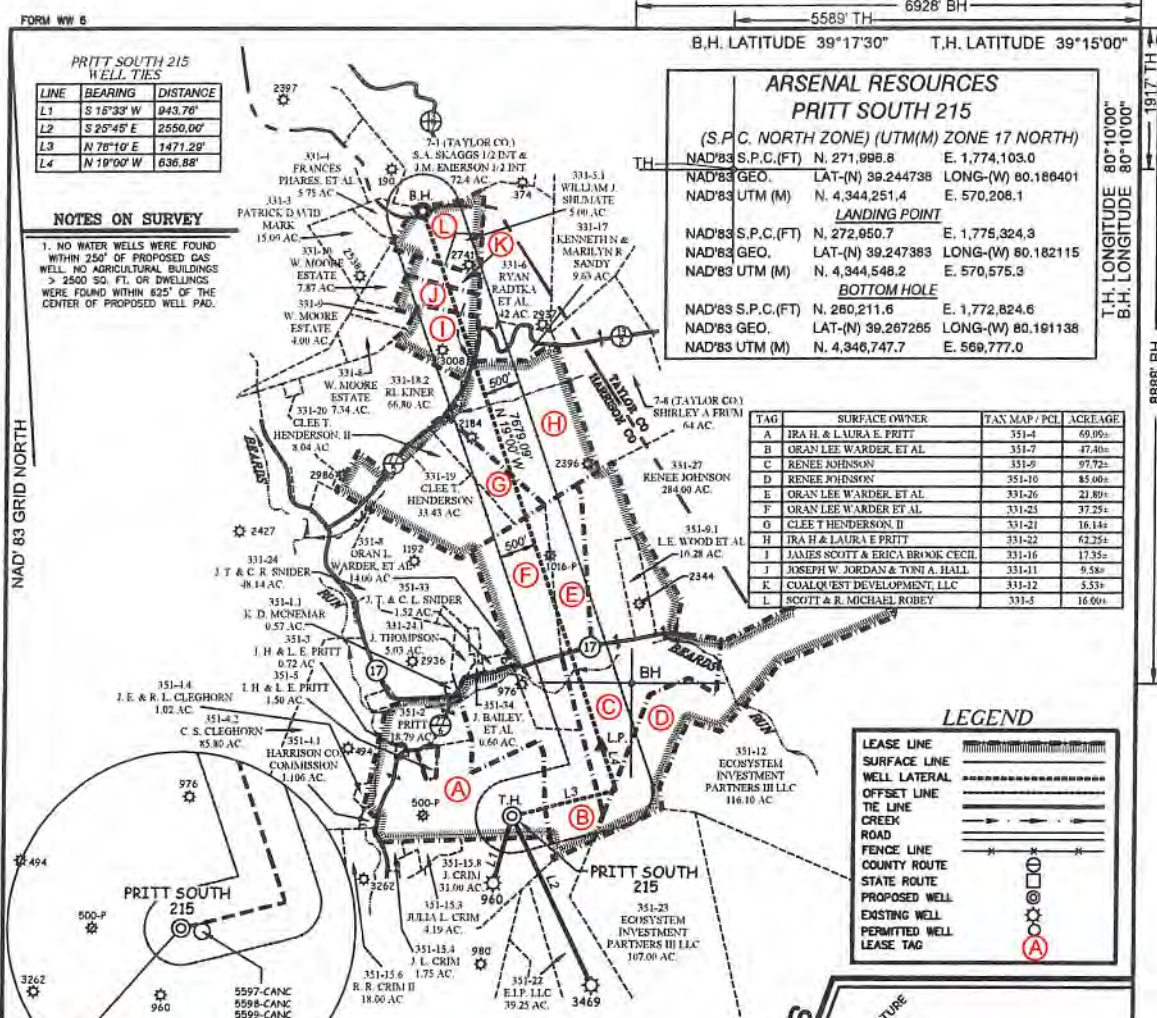 FORM WW 6
6928' BH
5589' TH
B.H. LATITUDE 39°17'30" T.H. LATITUDE 39°15'00"
1917' TH
T.H. LONGITUDE 80°10'00"
B.H. LONGITUDE 80°10'00"
8888' BH
PRITT SOUTH 215
WELL TIES
LINE BEARING DISTANCE
L1 S 15°33' W 943.76'
L2 S 25°45' E 2550.00'
L3 N 78°10' E 1471.29'
L4 N 19°00' W 636.88'
NOTES ON SURVEY
1. NO WATER WELLS WERE FOUND
WITHIN 250' OF PROPOSED GAS
WELL. NO AGRICULTURAL BUILDINGS
> 2500 SQ. FT. OR DWELLINGS
WERE FOUND WITHIN 625' OF THE
CENTER OF PROPOSED WELL PAD.
NAD' 83 GRID NORTH
ARSENAL RESOURCES
PRITT SOUTH 215
(S.P.C. NORTH ZONE) (UTM(M) ZONE 17 NORTH)
TH
NAD'83 S.P.C.(FT) N. 271,996.8 E. 1,774,103.0
NAD'83 GEO. LAT-(N) 39.244738 LONG-(W) 80.186401
NAD'83 UTM (M) N. 4,344,251.4 E. 570,208.1
LANDING POINT
NAD'83 S.P.C.(FT) N. 272,950.7 E. 1,775,324.3
NAD'83 GEO. LAT-(N) 39.247383 LONG-(W) 80.182115
NAD'83 UTM (M) N. 4,344,548.2 E. 570,575.3
BOTTOM HOLE
NAD'83 S.P.C.(FT) N. 280,211.6 E. 1,772,824.6
NAD'83 GEO. LAT-(N) 39.267265 LONG-(W) 80.191138
NAD'83 UTM (M) N. 4,346,747.7 E. 569,777.0
TAG SURFACE OWNER TAX MAP / PCL ACREAGE
A IRA H. & LAURA E. PRITT 351-4 69.09±
B ORAN LEE WARDER, ET AL 351-7 47.40±
C RENEE JOHNSON 351-9 97.72±
D RENEE JOHNSON 351-10 85.00±
E ORAN LEE WARDER, ET AL 331-26 21.80±
F ORAN LEE WARDER ET AL 331-25 37.25±
G CLEE T HENDERSON, II 331-21 16.14±
H IRA H & LAURA E PRITT 331-22 62.25±
I JAMES SCOTT & ERICA BROOK CECIL 331-16 17.35±
J JOSEPH W. JORDAN & TONI A. HALL 331-11 9.58±
K COALQUEST DEVELOPMENT, LLC 331-12 5.53±
L SCOTT & R. MICHAEL ROBEY 331-5 16.00±
2397
7-1 (TAYLOR CO.)
S.A. SKAGGS 1/2 INT &
J.M. EMERSON 1/2 INT
72.4 AC.
331-4
FRANCES
PHARES, ET AL
5.75 AC
190
374
B.H.
331-5.1
WILLIAM J.
SHUMATE
5.00 AC.
331-3
PATRICK DAVID
MARK
15.09 AC.
L
K
331-17
KENNETH N &
MARILYN R
SANDY
9.63 AC.
331-10
W. MOORE
ESTATE
7.87 AC.
2741
331-6
RYAN
RADTKA
ET AL
.42 AC.
J
2937
331-9
W. MOORE
ESTATE
4.00 AC.
I
3008
331-8
W. MOORE
ESTATE
7.34 AC.
331-18.2
RL KINER
66.80 AC.
500'
7679.09'
N 19°00' W
TAYLOR CO
HARRISON CO
7-8 (TAYLOR CO.)
SHIRLEY A FRUM
64 AC.
331-20
CLEE T.
HENDERSON, II
8.04 AC.
2184
H
BEARDS
2986
331-19
CLEE T.
HENDERSON
33.43 AC.
G
2396
331-27
RENEE JOHNSON
284.00 AC.
2427
351-8
ORAN L.
WARDER, ET AL
14.00 AC
1192
500'
F
1016-P
E
351-9.1
L.E. WOOD ET AL
10.28 AC.
2344
331-24
J. T & C. R. SNIDER
48.14 AC.
RUN
351-33
J. T. & C. L. SNIDER
1.52 AC.
351-1.1
K. D. MCNEMAR
0.57 AC.
331-24.1
J. THOMPSON
5.03 AC.
351-3
I. H & L. E. PRITT
0.72 AC
2936
17
17
BEARDS
BH
351-5
I. H & L. E. PRITT
1.50 AC.
976
351-4.4
J. E. & R. L. CLEGHORN
1.02 AC.
351-2
PRITT
18.79 AC.
351-34
J. BAILEY,
ET AL
0.60 AC.
C
D
RUN
351-4.2
C. S. CLEGHORN
85.80 AC.
L.P.
L4
351-4.1
HARRISON CO.
COMMISSION
1.106 AC.
494
351-12
ECOSYSTEM
INVESTMENT
PARTNERS III LLC
116.10 AC.
A
500-P
T.H.
L3
B
976
494
PRITT SOUTH
215
500-P
3262
960
5597-CANC
5598-CANC
5599-CANC
3262
351-15.8
J. CRIM
31.00 AC.
960
L2
PRITT SOUTH
215
351-15.3
JULIA L. CRIM
4.19 AC.
351-23
ECOSYSTEM
INVESTMENT
PARTNERS III LLC
107.00 AC.
351-15.4
J. L. CRIM
1.75 AC.
980
351-15.6
R. R. CRIM II
18.00 AC.
351-22
E.I.P. LLC
39.25 AC.
3469
LEGEND
LEASE LINE
SURFACE LINE
WELL LATERAL
OFFSET LINE
TIE LINE
CREEK
ROAD
FENCE LINE
COUNTY ROUTE
STATE ROUTE
PROPOSED WELL
EXISTING WELL
PERMITTED WELL
LEASE TAG A